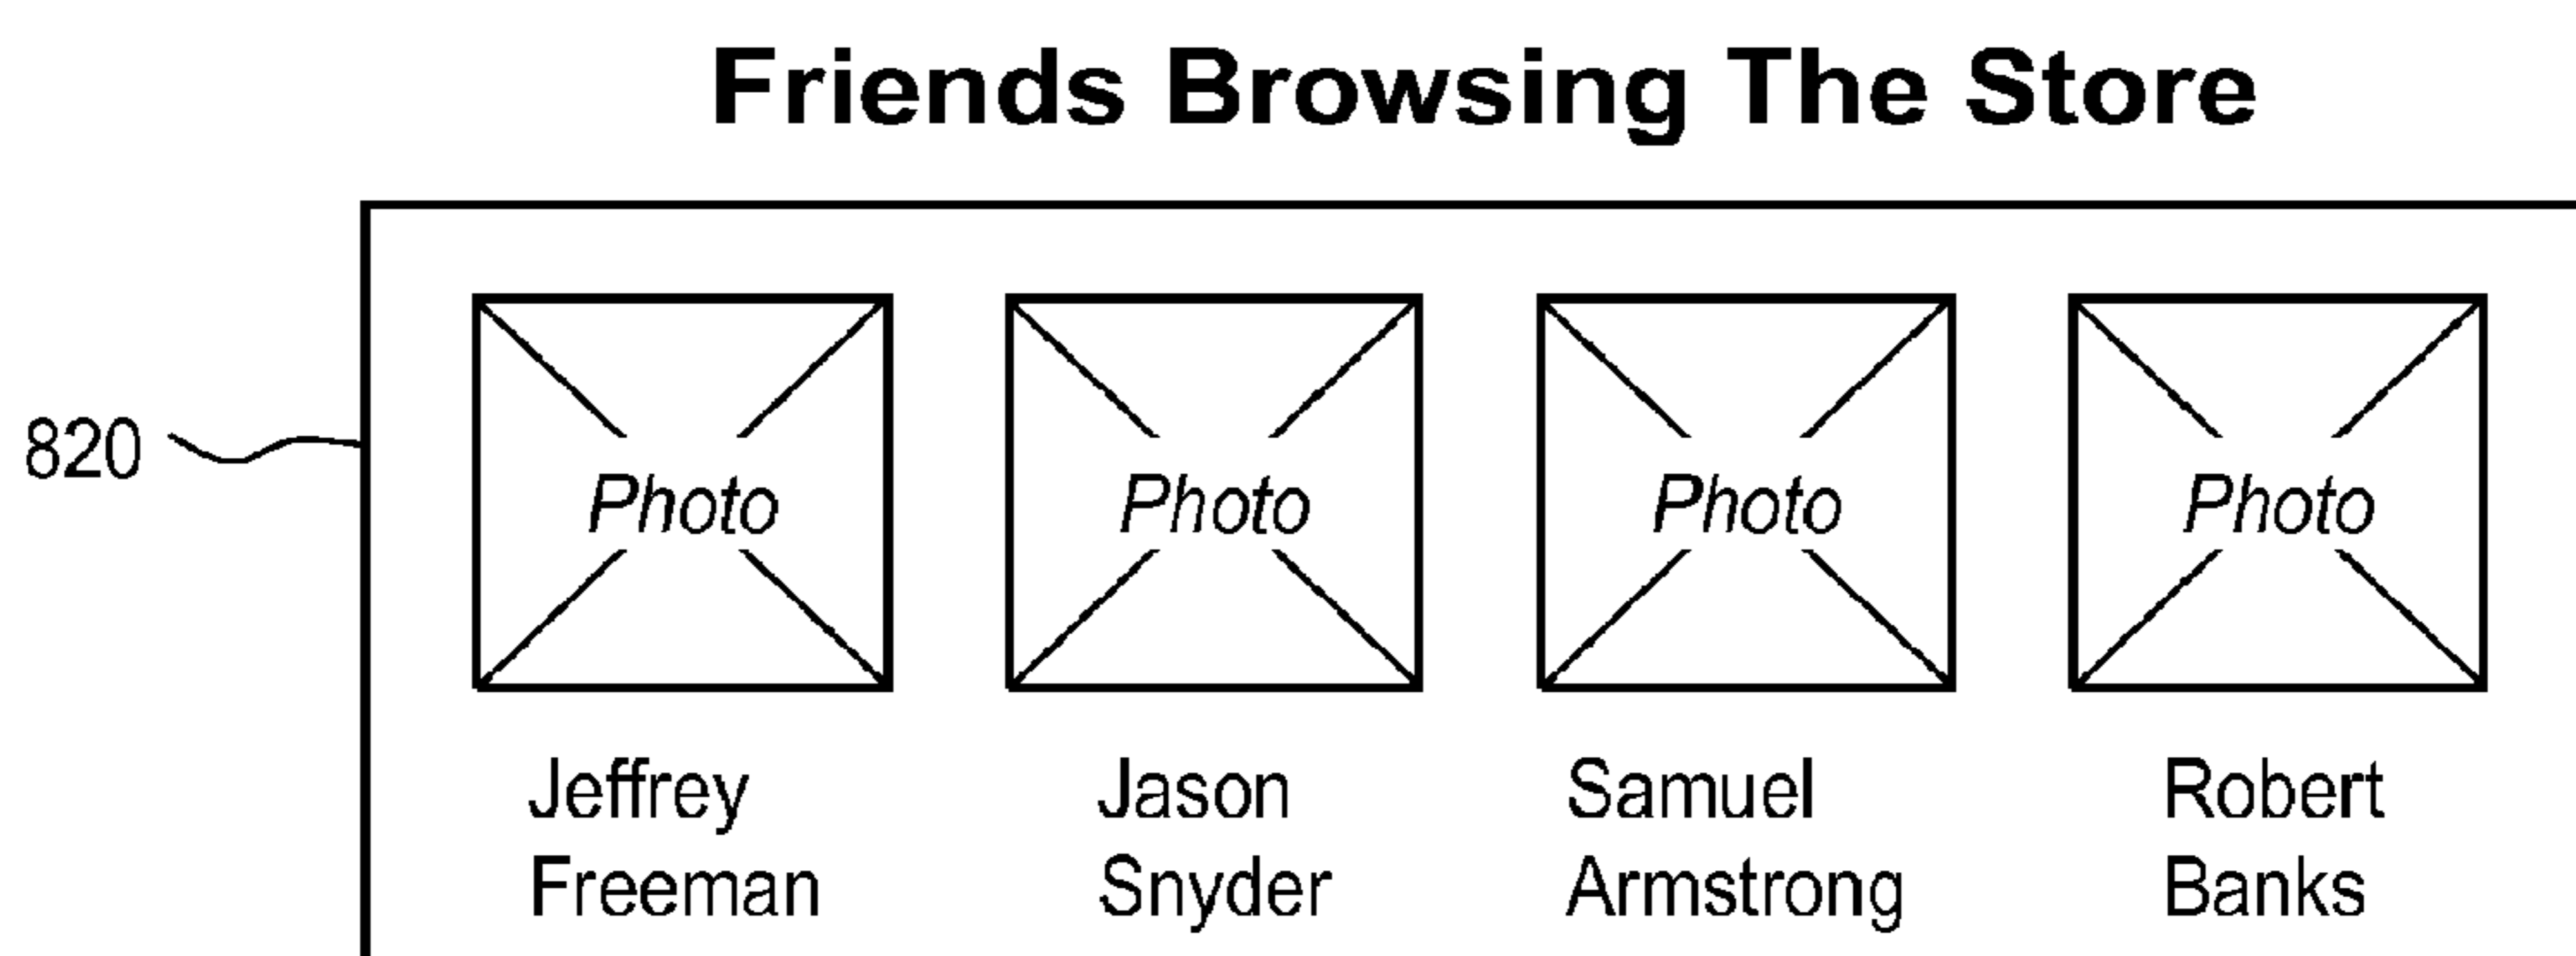 Friends Browsing The Store
820
Photo Photo Photo Photo
Jeffrey Jason Samuel Robert
Freeman Snyder Armstrong Banks